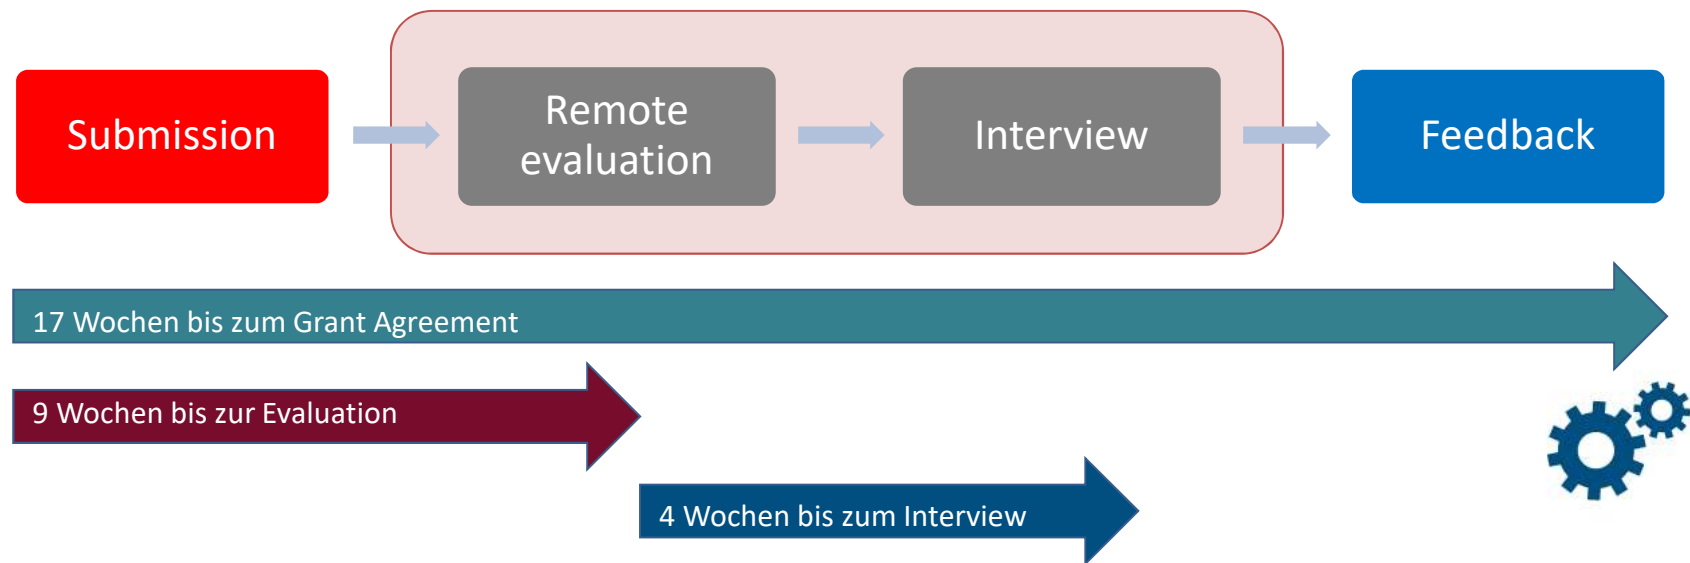 Submission
Remote
evaluation
Interview
Feedback
17 Wochen bis zum Grant Agreement
9 Wochen bis zur Evaluation
4 Wochen bis zum Interview